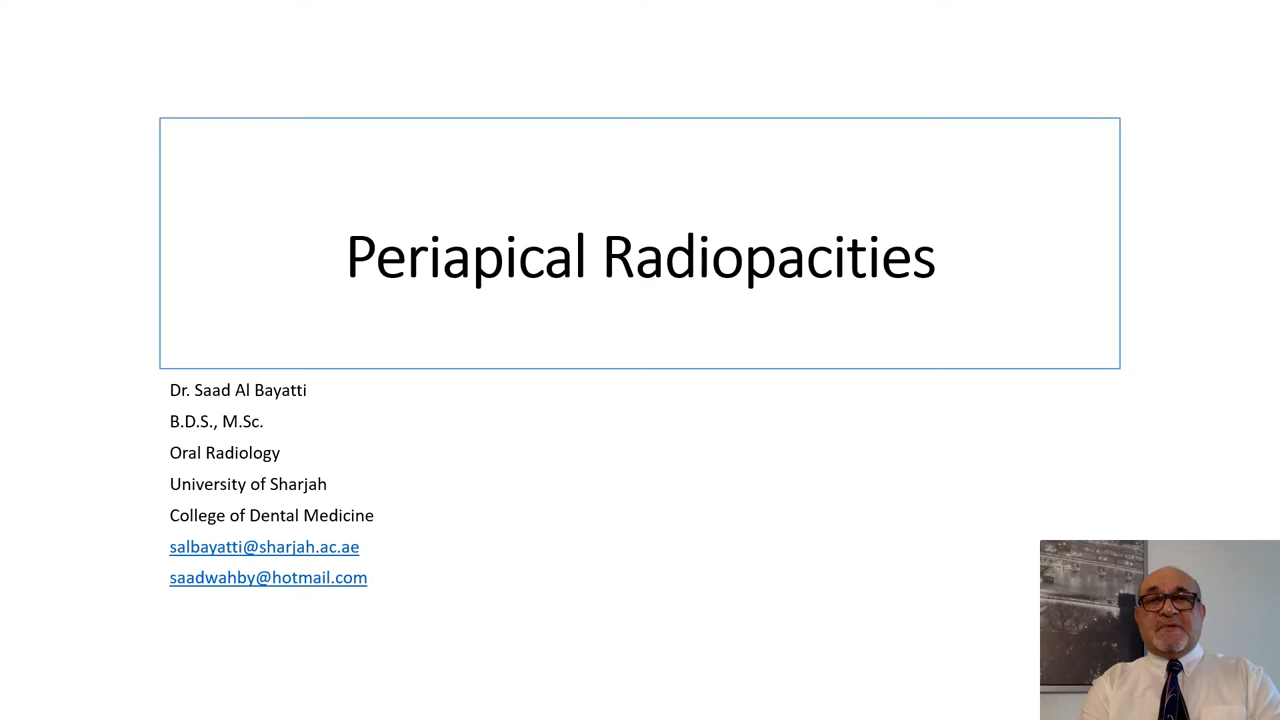 Periapical Radiopacities
Dr. Saad Al Bayatti
B.D.S., M.Sc.
Oral Radiology
University of Sharjah
College of Dental Medicine
salbayatti@sharjah.ac.ae
saadwahby@hotmail.com